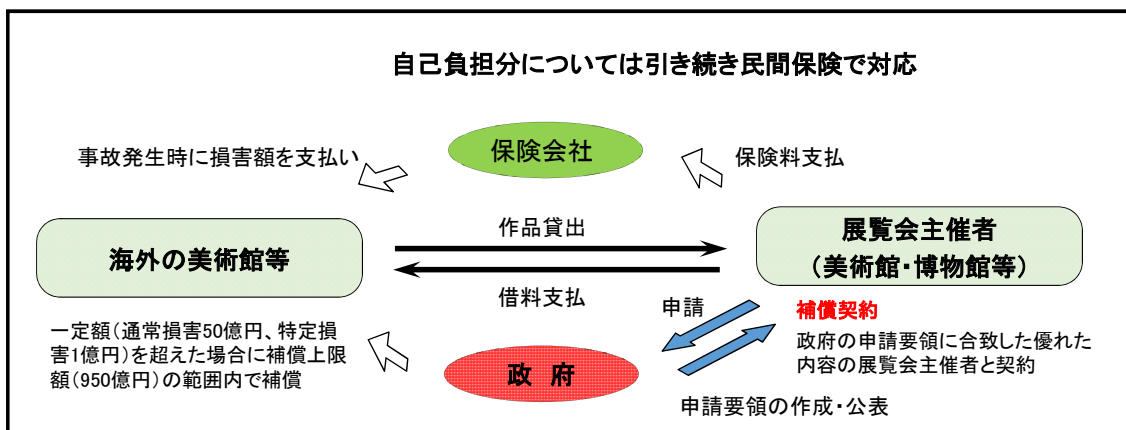 自己負担分については引き続き民間保険で対応
保険会社
事故発生時に損害額を支払い
保険料支払
作品貸出
海外の美術館等
展覧会主催者
(美術館・博物館等)
借料支払
申請
補償契約
政府の申請要領に合致した優れた
内容の展覧会主催者と契約
一定額(通常損害50億円、特定損
害1億円)を超えた場合に補償上限
額(950億円)の範囲内で補償
政 府
申請要領の作成・公表